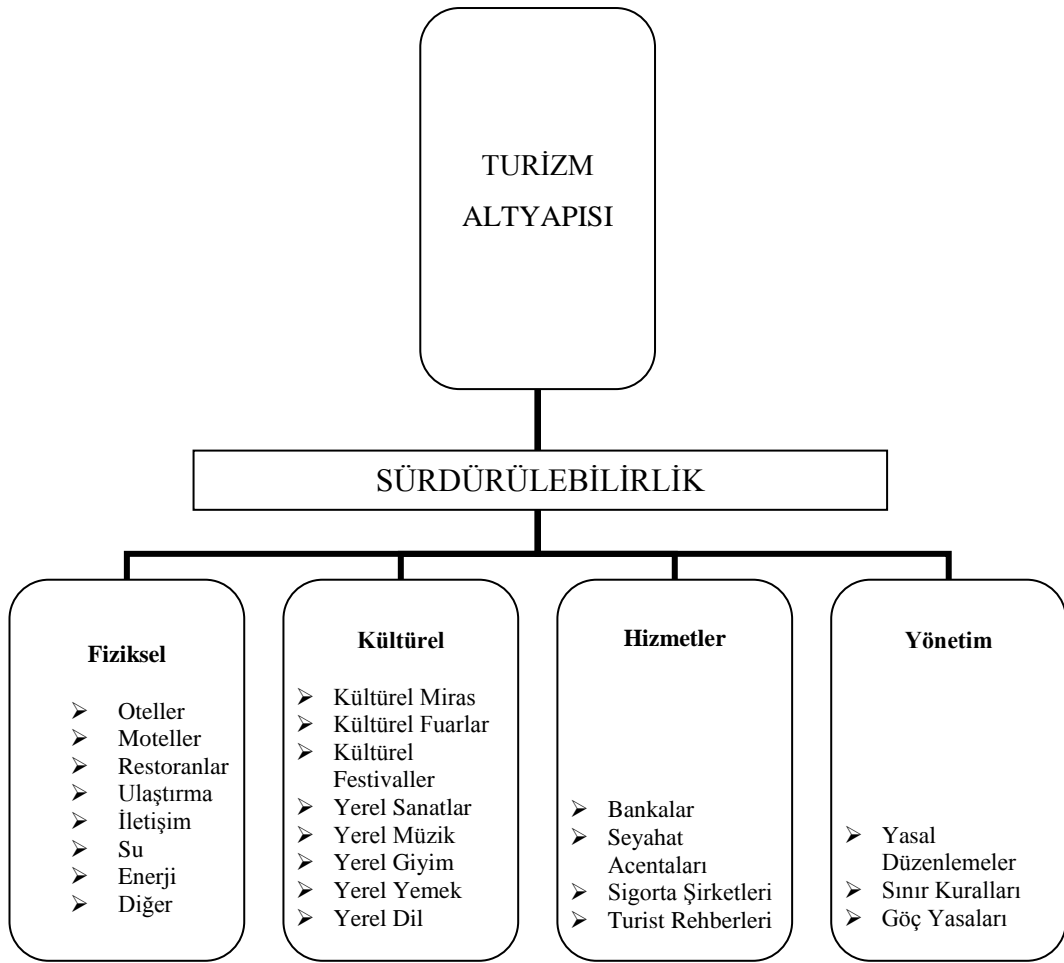 TURİZM
ALTYAPISI
SÜRDÜRÜLEBİLİRLİK
Fiziksel
➢ Oteller
➢ Moteller
➢ Restoranlar
➢ Ulaştırma
➢ İletişim
➢ Su
➢ Enerji
➢ Diğer
Kültürel
➢ Kültürel Miras
➢ Kültürel Fuarlar
➢ Kültürel
Festivaller
➢ Yerel Sanatlar
➢ Yerel Müzik
➢ Yerel Giyim
➢ Yerel Yemek
➢ Yerel Dil
Hizmetler
➢ Bankalar
➢ Seyahat
Acentaları
➢ Sigorta Şirketleri
➢ Turist Rehberleri
Yönetim
➢ Yasal
Düzenlemeler
➢ Sınır Kuralları
➢ Göç Yasaları